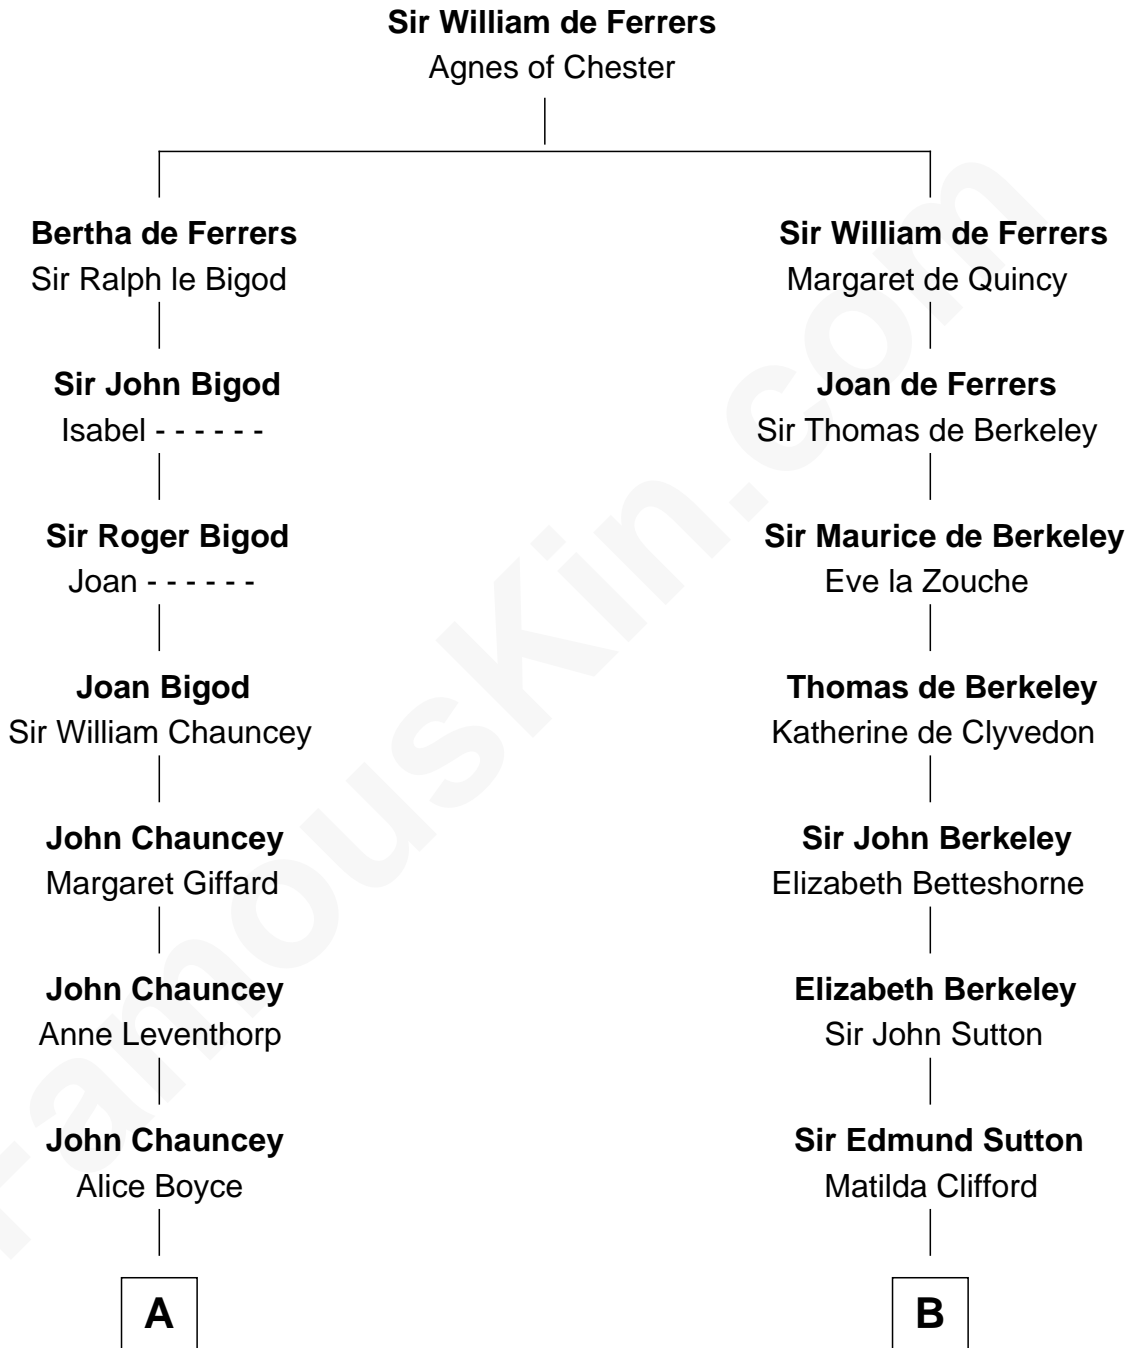 Sir William de Ferrers
Agnes of Chester
Bertha de Ferrers
Sir Ralph le Bigod
Sir John Bigod
Isabel - - - - - -
Sir Roger Bigod
Joan - - - - - -
Joan Bigod
Sir William Chauncey
John Chauncey
Margaret Giffard
John Chauncey
Anne Leventhorp
John Chauncey
Alice Boyce
A
Sir William de Ferrers
Margaret de Quincy
Joan de Ferrers
Sir Thomas de Berkeley
Sir Maurice de Berkeley
Eve la Zouche
Thomas de Berkeley
Katherine de Clyvedon
Sir John Berkeley
Elizabeth Betteshorne
Elizabeth Berkeley
Sir John Sutton
Sir Edmund Sutton
Matilda Clifford
B
FamousKin.com